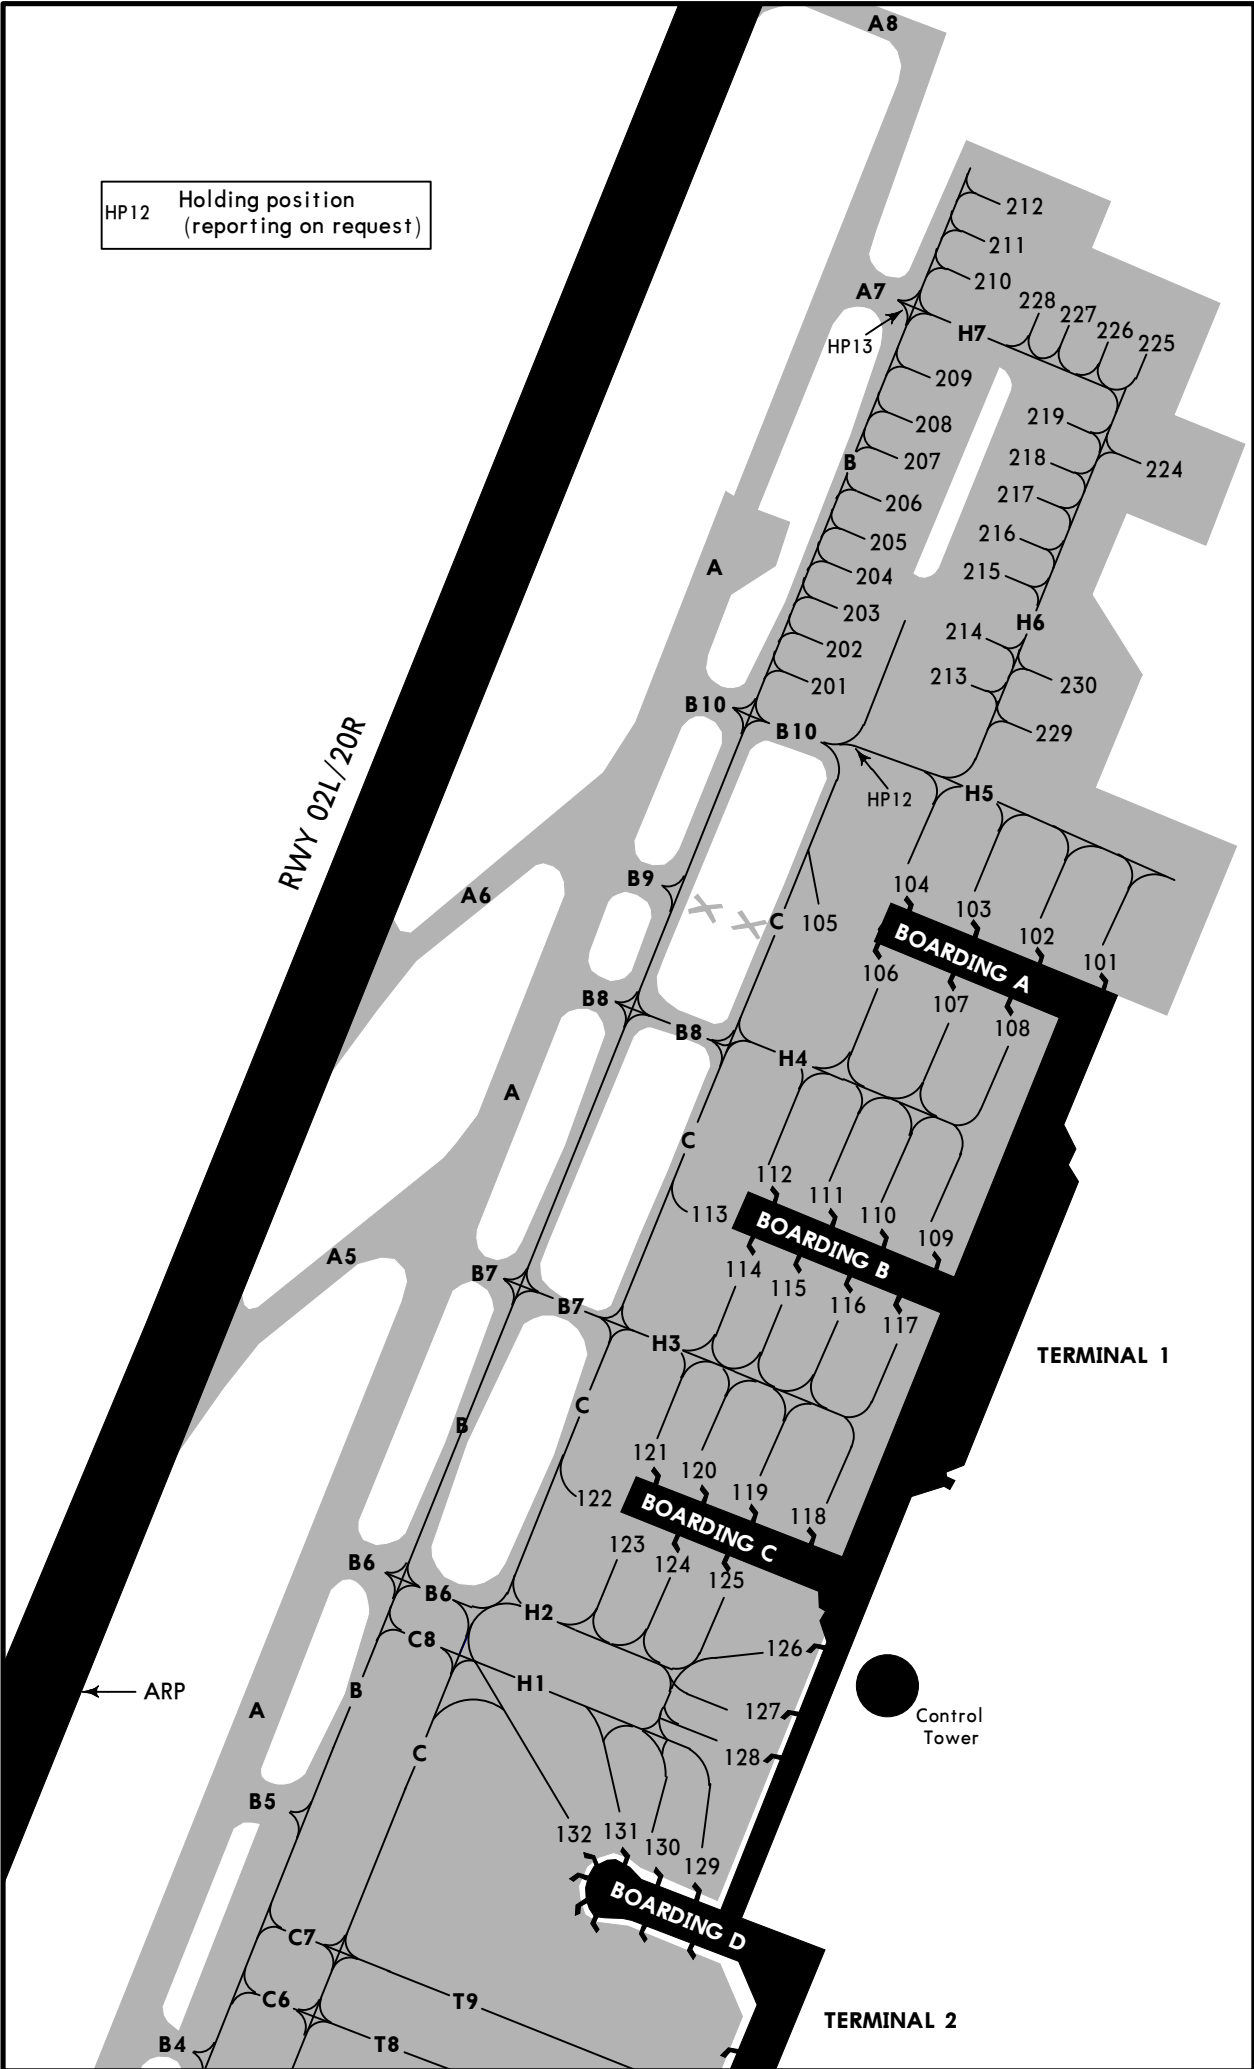 A8
HP12 Holding position
(reporting on request)
212
211
210
A7
228
227
226
225
H7
HP13
209
219
208
218
224
B
207
217
206
216
205
215
A
204
203
H6
214
202
213
230
201
B10
B10
229
RWY 02L/20R
H5
HP12
B9
104
A6
103
C
105
102
BOARDING A
101
106
B8
107
B8
108
H4
A
C
112
111
113
110
109
BOARDING B
A5
B7
114
115
B7
116
117
H3
TERMINAL 1
C
B
121
120
119
122
118
BOARDING C
123
B6
124
125
B6
H2
C8
126
H1
B
ARP
A
127
Control
Tower
C
128
B5
132
131
130
129
BOARDING D
C7
C6
T9
TERMINAL 2
B4
T8